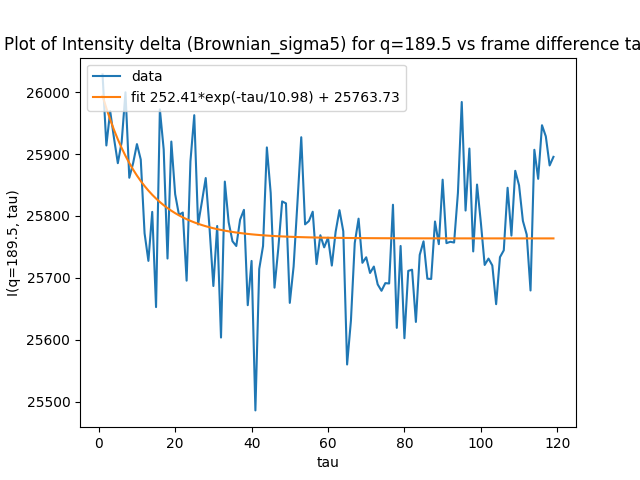 Plot of Intensity delta (Brownian_sigma5) for q=189.5 vs frame difference ta
data
fit 252.41*exp(-tau/10.98) + 25763.73
26000
25900
25800
25700
25600
25500
I(q=189.5, tau)
0 20 40 60 80 100 120
tau